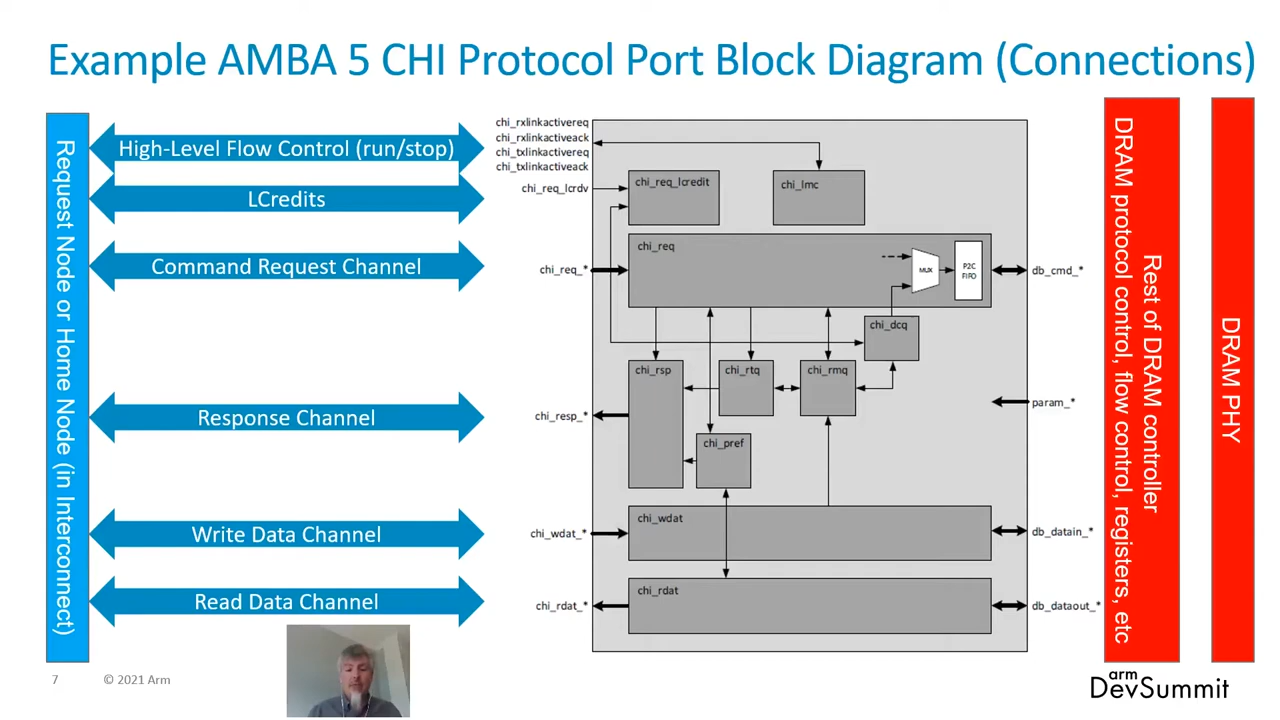 Example AMBA 5 CHI Protocol Port Block Diagram (Connections)
Request Node or Home Node (in Interconnect)
High-Level Flow Control (run/stop)
LCredits
Command Request Channel
Response Channel
Write Data Channel
Read Data Channel
chi_rxlinkactivereq
chi_rxlinkactiveack
chi_txlinkactivereq
chi_txlinkactiveack
chi_req_lcrdv
chi_req_*
chi_resp_*
chi_wdat_*
chi_rdat_*
chi_req_lcredit
chi_lmc
chi_req
MUX
P2C
FIFO
chi_dcq
chi_rsp
chi_rtq
chi_rmq
chi_pref
chi_wdat
chi_rdat
db_cmd_*
param_*
db_datain_*
db_dataout_*
Rest of DRAM controller
DRAM protocol control, flow control, registers, etc
DRAM PHY
7
© 2021 Arm
arm
DevSummit